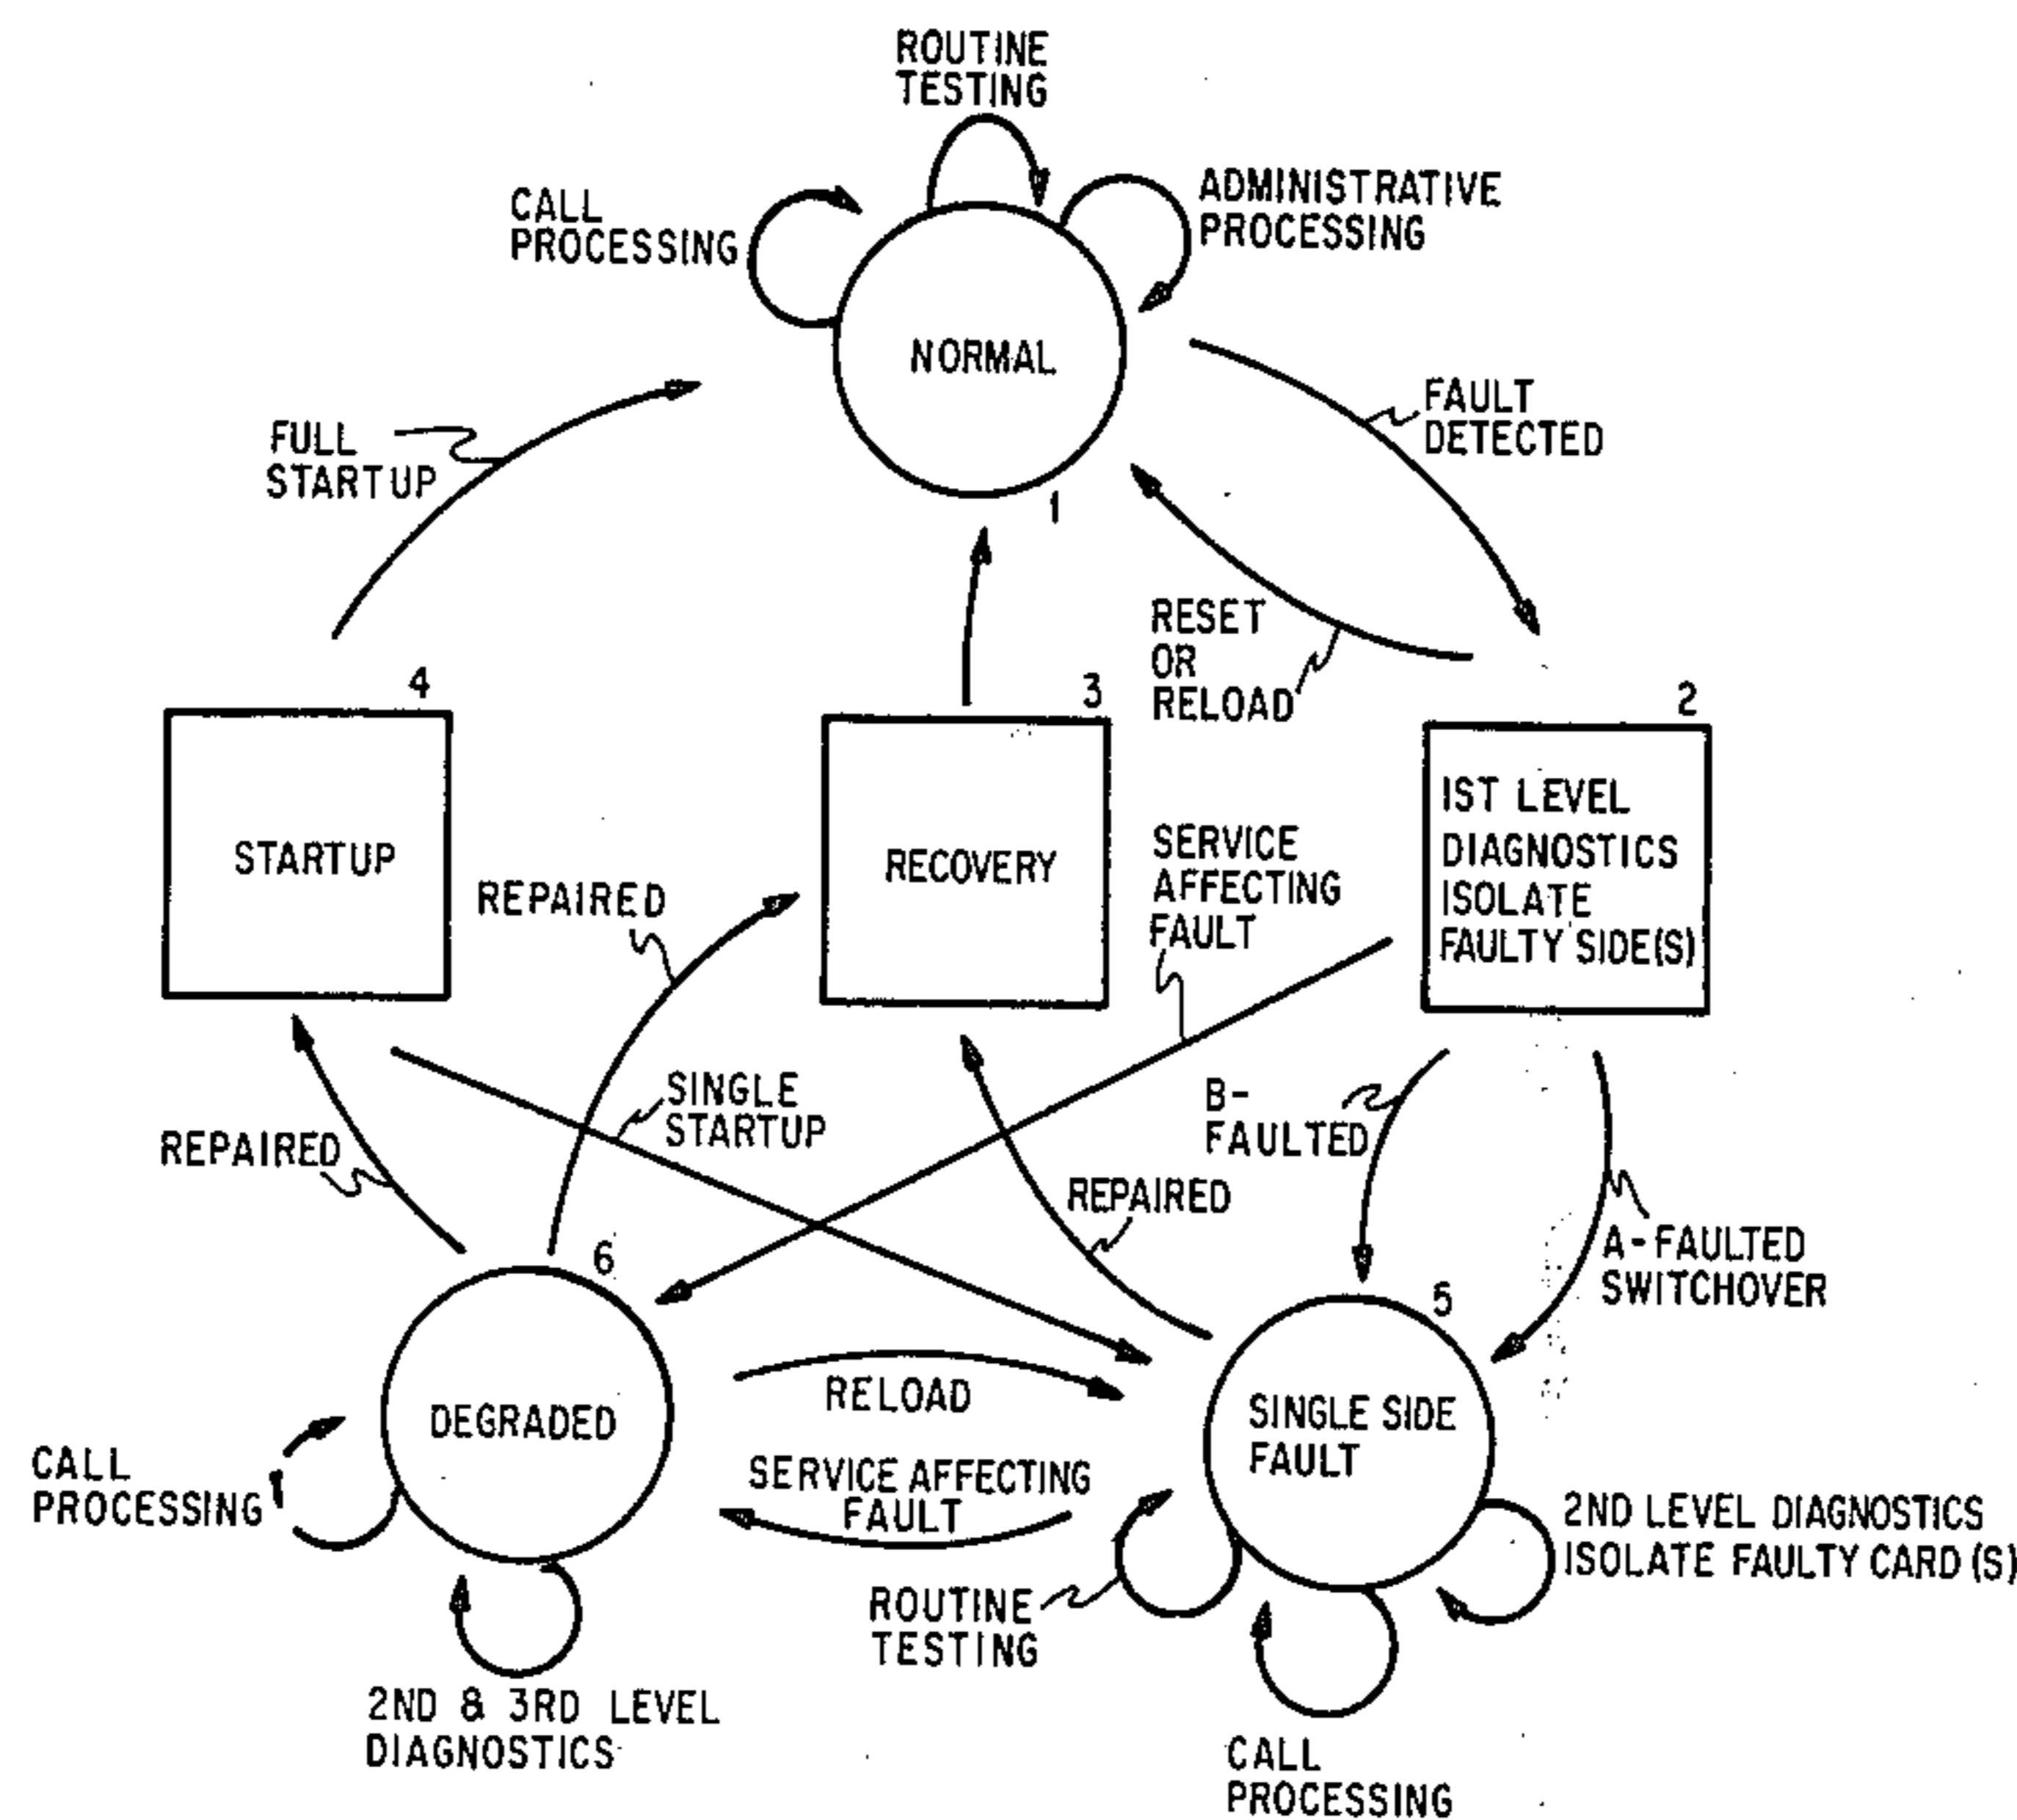 ROUTINE
TESTING
CALL
PROCESSING
ADMINISTRATIVE
PROCESSING
NORMAL
1
FULL
STARTUP
FAULT
DETECTED
RESET
OR
RELOAD
4
STARTUP
3
RECOVERY
2
1ST LEVEL
DIAGNOSTICS
ISOLATE
FAULTY SIDE(S)
REPAIRED
SERVICE
AFFECTING
FAULT
SINGLE
STARTUP
REPAIRED
REPAIRED
B-
FAULTED
A-FAULTED
SWITCHOVER
6
DEGRADED
5
SINGLE SIDE
FAULT
RELOAD
SERVICE AFFECTING
FAULT
CALL
PROCESSING
2ND & 3RD LEVEL
DIAGNOSTICS
ROUTINE
TESTING
2ND LEVEL DIAGNOSTICS
ISOLATE FAULTY CARD(S)
CALL
PROCESSING